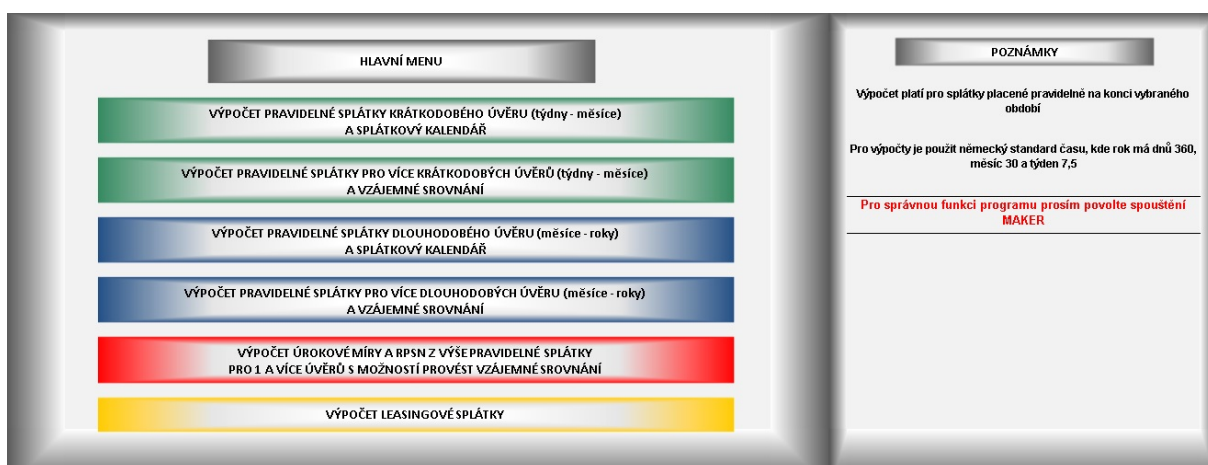 HLAVNÍ MENU
VÝPOČET PRAVIDELNÉ SPLÁTKY KRÁTKODOBÉHO ÚVĚRU (týdny - měsíce)
A SPLÁTKOVÝ KALENDÁŘ
VÝPOČET PRAVIDELNÉ SPLÁTKY PRO VÍCE KRÁTKODOBÝCH ÚVĚRŮ (týdny - měsíce)
A VZÁJEMNÉ SROVNÁNÍ
VÝPOČET PRAVIDELNÉ SPLÁTKY DLOUHODOBÉHO ÚVĚRU (měsíce - roky)
A SPLÁTKOVÝ KALENDÁŘ
VÝPOČET PRAVIDELNÉ SPLÁTKY PRO VÍCE DLOUHODOBÝCH ÚVĚRU (měsíce - roky)
A VZÁJEMNÉ SROVNÁNÍ
VÝPOČET ÚROKOVÉ MÍRY A RPSN Z VÝŠE PRAVIDELNÉ SPLÁTKY
PRO 1 A VÍCE ÚVĚRŮ S MOŽNOSTÍ PROVÉST VZÁJEMNÉ SROVNÁNÍ
VÝPOČET LEASINGOVÉ SPLÁTKY
POZNÁMKY
Výpočet platí pro splátky placené pravidelně na konci vybraného
období
Pro výpočty je použit německý standard času, kde rok má dnů 360,
měsíc 30 a týden 7,5
Pro správnou funkci programu prosím povolte spouštění
MAKER